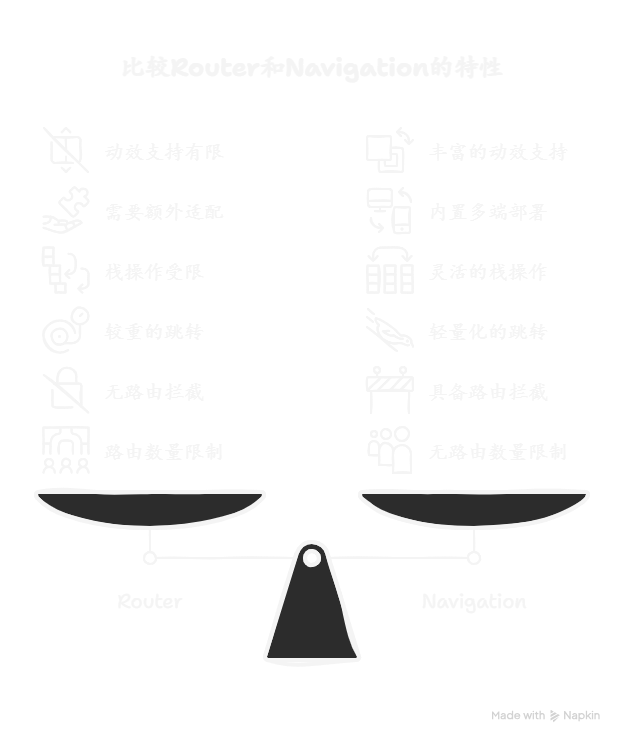 比较Router和Navigation的特性
动效支持有限
需要额外适配
栈操作受限
较重的跳转
无路由拦截
路由数量限制
丰富的动效支持
内置多端部署
灵活的栈操作
轻量化的跳转
具备路由拦截
无路由数量限制
Router
Navigation
Made with Napkin